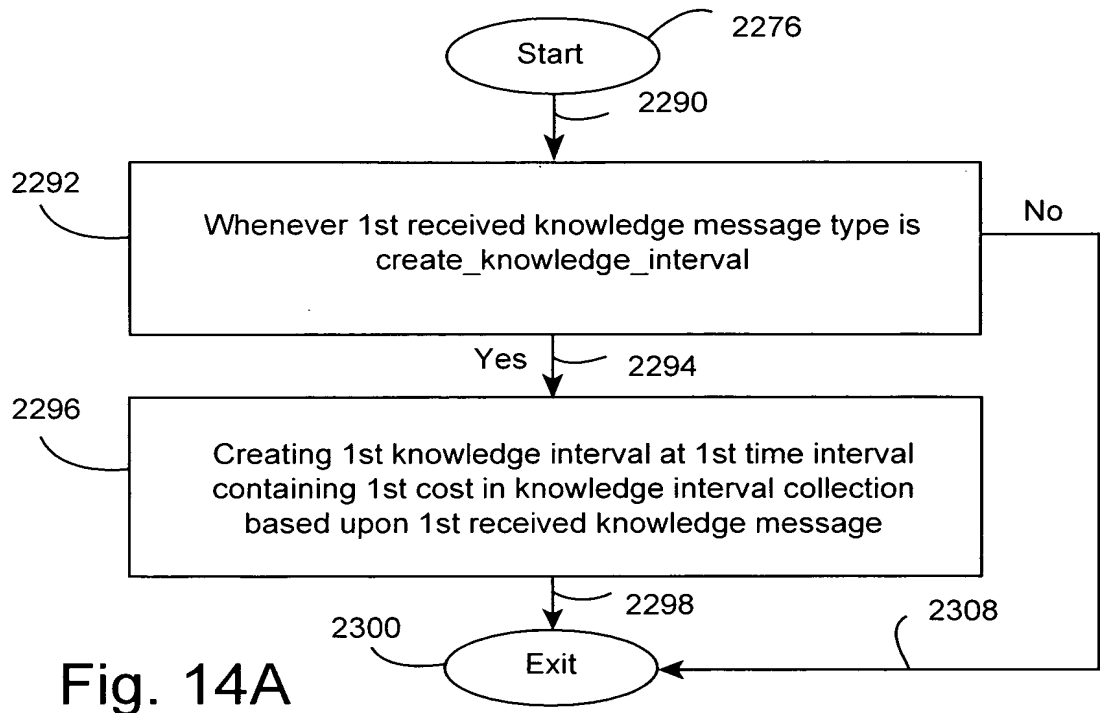 2276
Start
2290
2292
Whenever 1st received knowledge message type is
create_knowledge_interval
No
Yes
2294
2296
Creating 1st knowledge interval at 1st time interval
containing 1st cost in knowledge interval collection
based upon 1st received knowledge message
2298
2300
2308
Exit
Fig. 14A